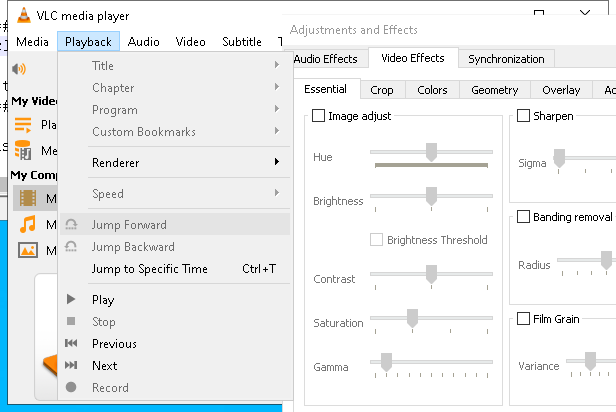 VLC media player
Media Playback Audio Video Subtitle
Title
Chapter
Program
Custom Bookmarks
Renderer
Speed
Jump Forward
Jump Backward
Jump to Specific Time Ctrl+T
Play
Stop
Previous
Next
Record
My Vide
Pla
Me
My Comp
M
M
M
Adjustments and Effects
Audio Effects Video Effects Synchronization
Essential Crop Colors Geometry Overlay
Image adjust
Hue
Brightness
Brightness Threshold
Contrast
Saturation
Gamma
Sharpen
Sigma
Banding removal
Radius
Film Grain
Variance